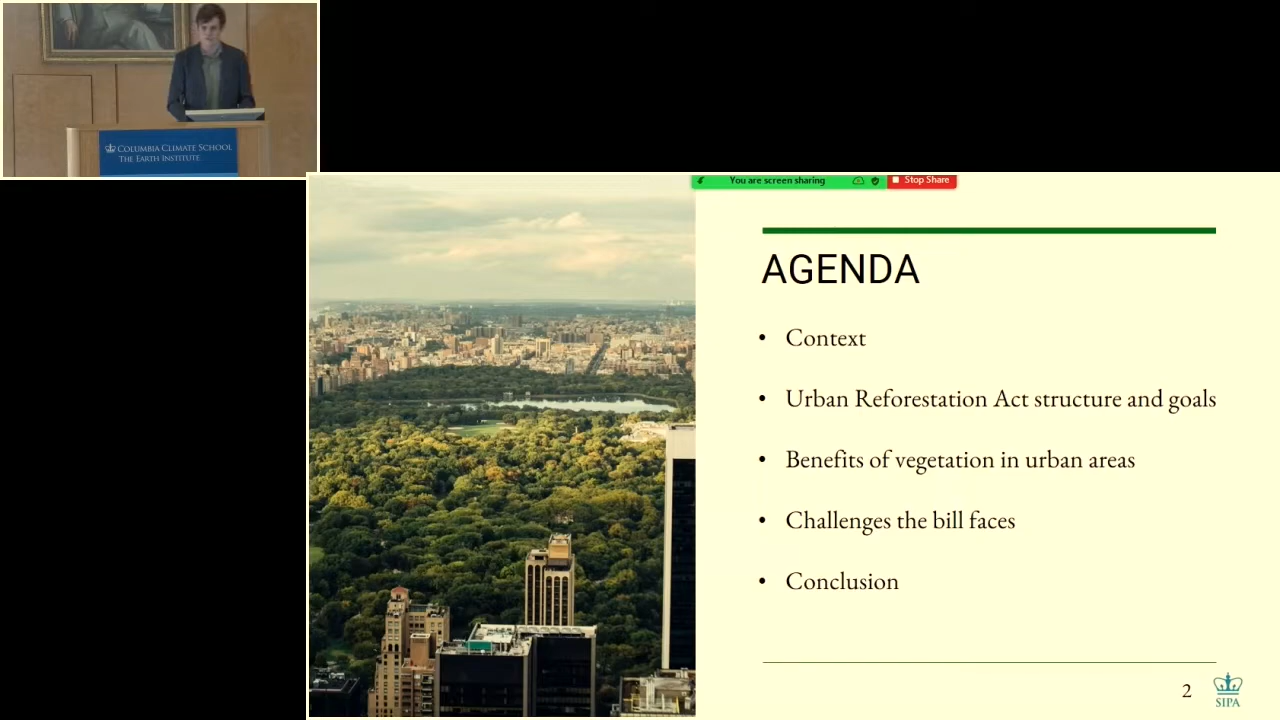 COLUMBIA CLIMATE SCHOOL
THE EARTH INSTITUTE
You are screen sharing
Stop Share
AGENDA
• Context
• Urban Reforestation Act structure and goals
• Benefits of vegetation in urban areas
• Challenges the bill faces
• Conclusion
2
SIPA